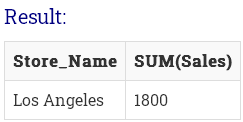 Result:
Store_Name SUM(Sales)
Los Angeles 1800